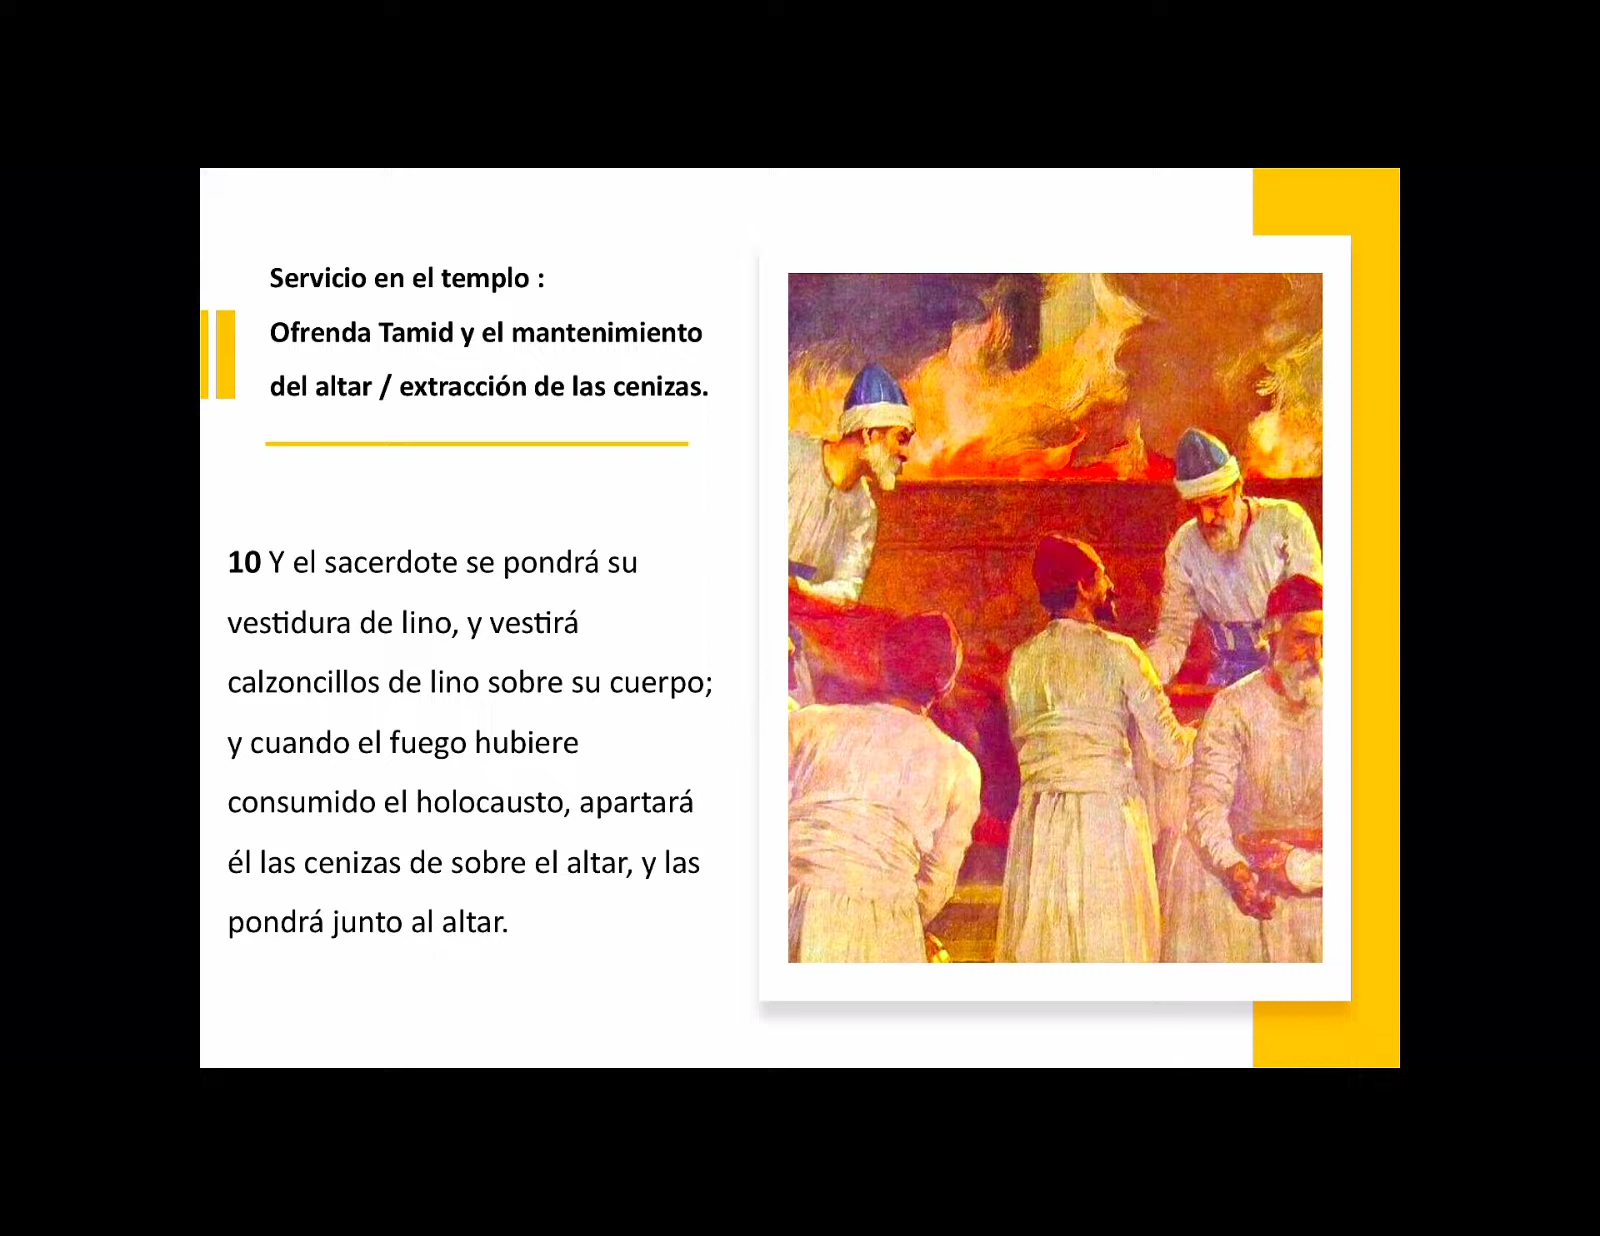 Servicio en el templo :
Ofrenda Tamid y el mantenimiento
del altar / extracción de las cenizas.
10 Y el sacerdote se pondrá su
vestidura de lino, y vestirá
calzoncillos de lino sobre su cuerpo;
y cuando el fuego hubiere
consumido el holocausto, apartará
él las cenizas de sobre el altar, y las
pondrá junto al altar.